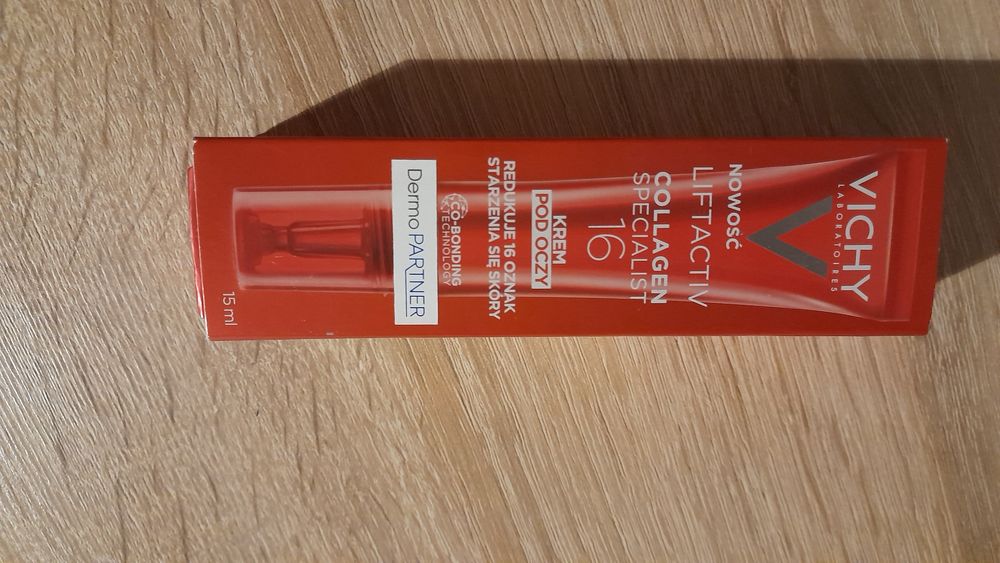 VICHY
LABORATOIRES
NOWOŚĆ
LIFTACTIV
COLLAGEN
SPECIALIST
16
KREM
POD OCZY
REDUKUJE 16 OZNAK
STARZENIA SIĘ SKÓRY
CO-BONDING
TECHNOLOGY
Dermo PARTNER
15 ml